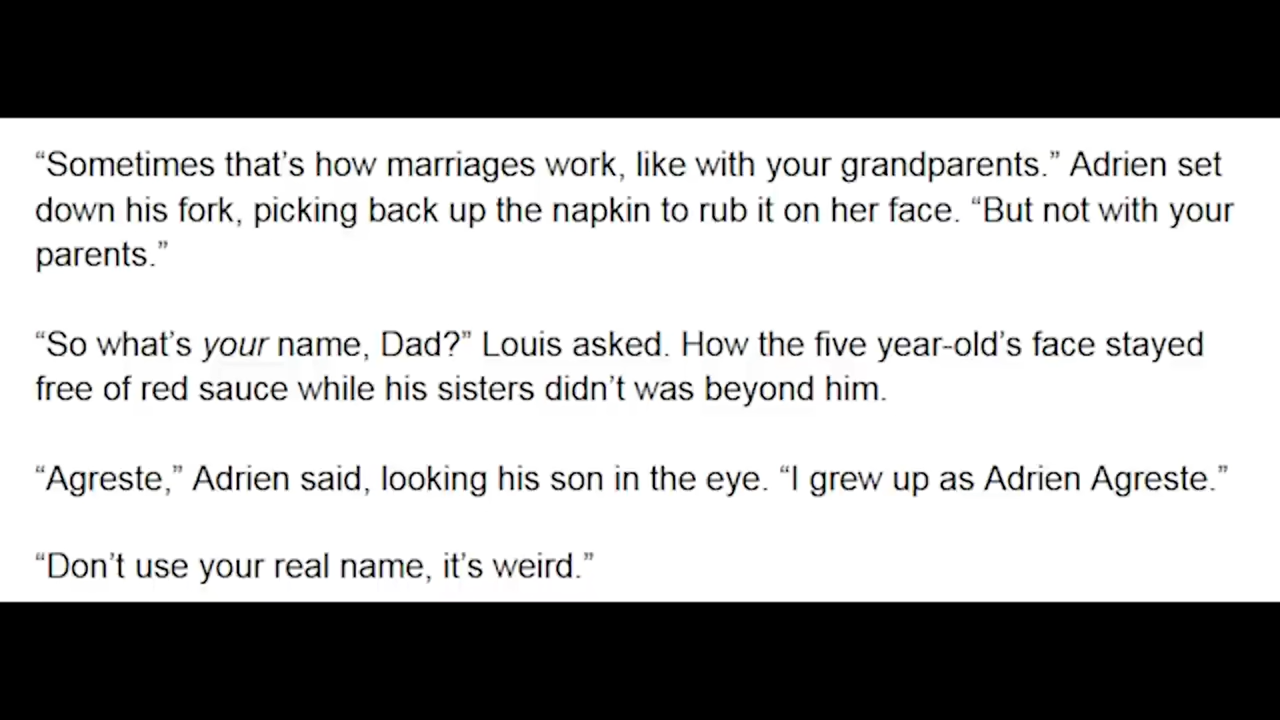 “Sometimes that’s how marriages work, like with your grandparents.” Adrien set
down his fork, picking back up the napkin to rub it on her face. “But not with your
parents.”
“So what’s your name, Dad?” Louis asked. How the five year-old’s face stayed
free of red sauce while his sisters didn’t was beyond him.
“Agreste,” Adrien said, looking his son in the eye. “I grew up as Adrien Agreste.”
“Don’t use your real name, it’s weird.”